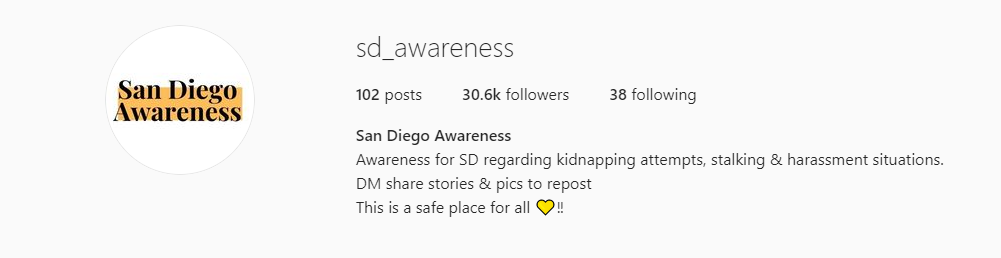 San Diego
Awareness
sd_awareness
102 posts 30.6k followers 38 following
San Diego Awareness
Awareness for SD regarding kidnapping attempts, stalking & harassment situations.
DM share stories & pics to repost
This is a safe place for all 💛!!